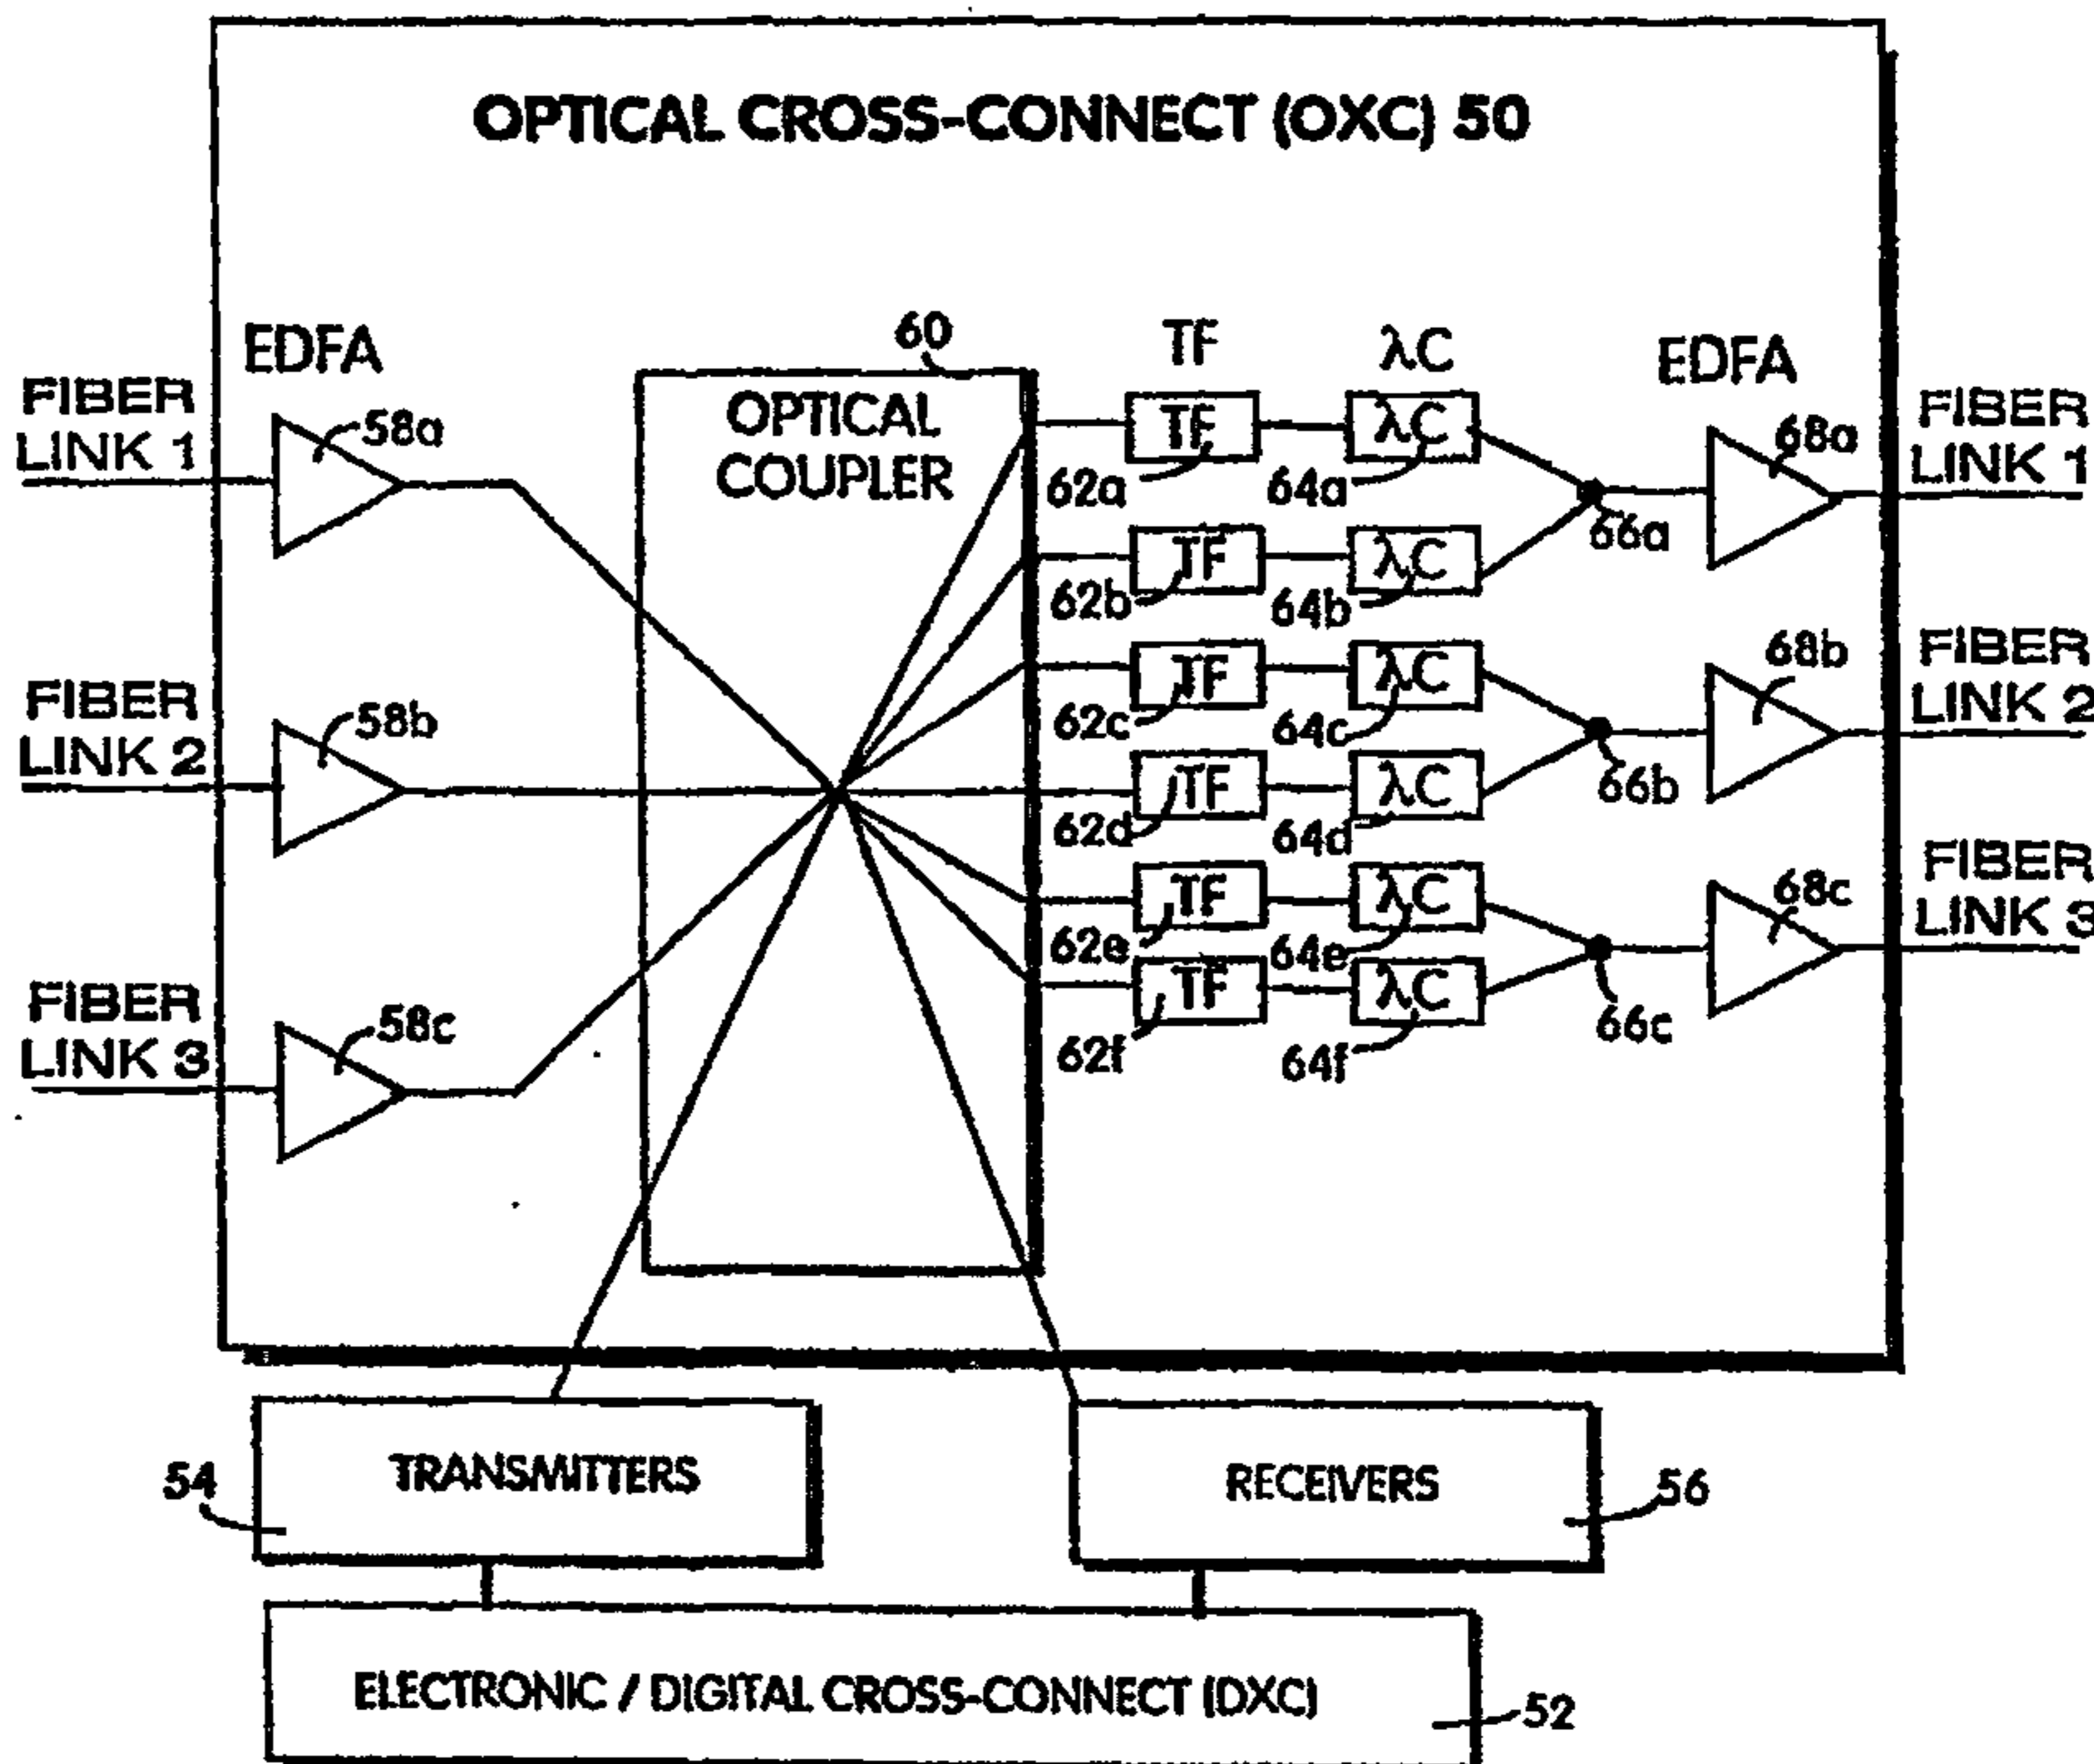 OPTICAL CROSS-CONNECT (OXC) 50
EDFA
60
TF
λC
EDFA
FIBER
LINK 1
58a
OPTICAL
COUPLER
TF
λC
68a
FIBER
LINK 1
62a
64a
66a
TF
λC
62b
64b
FIBER
LINK 2
58b
TF
λC
68b
FIBER
LINK 2
62c
64c
66b
TF
λC
62d
64d
FIBER
LINK 3
58c
TF
λC
68c
FIBER
LINK 3
62e
64e
TF
λC
66c
62f
64f
54
TRANSMITTERS
RECEIVERS
56
ELECTRONIC / DIGITAL CROSS-CONNECT (DXC)
52